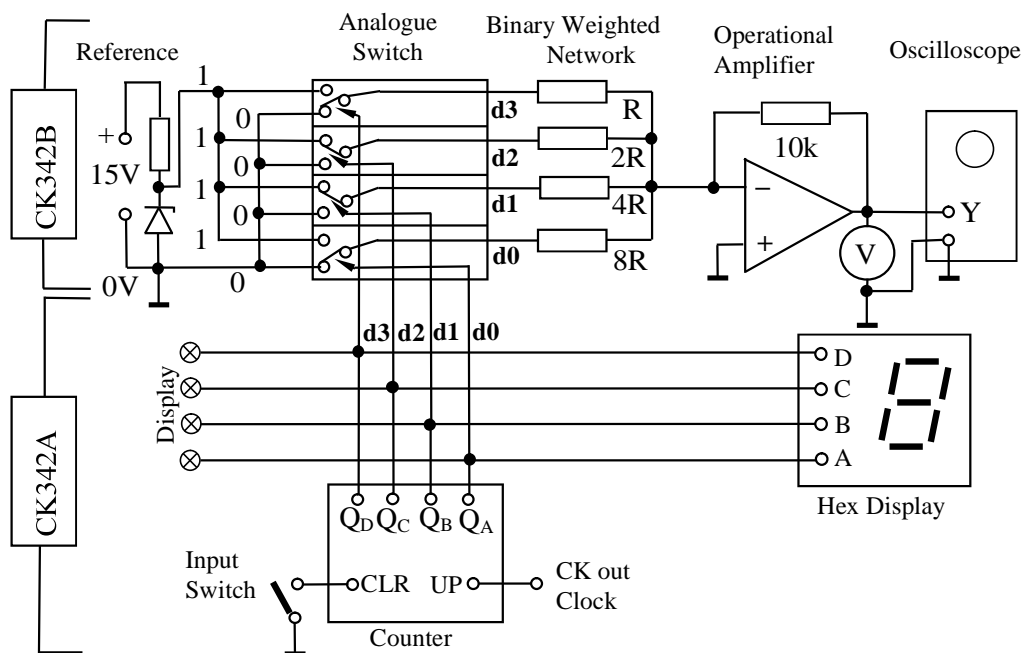 Reference
Analogue
Switch
Binary Weighted
Network
Operational
Amplifier
Oscilloscope
CK342B
+
15V
0V
1
0
1
0
1
0
1
0
d3
d2
d1
d0
R
2R
4R
8R
10k
−
+
V
Y
d3 d2 d1 d0
Display
D
C
B
A
Hex Display
CK342A
QD QC QB QA
CLR UP
Input
Switch
CK out
Clock
Counter